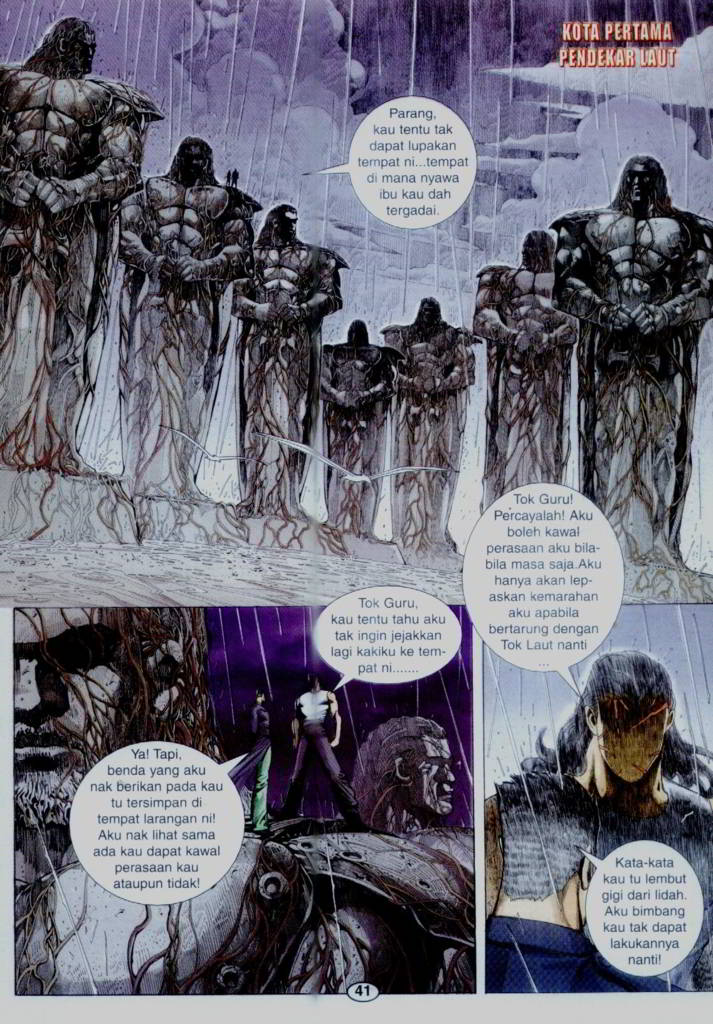 KOTA PERTAMA
PENDEKAR LAUT
Parang,
kau tentu tak
dapat lupakan
tempat ni...tempat
di mana nyawa
ibu kau dah
tergadai.
Tok Guru!
Percayalah! Aku
boleh kawal
perasaan aku bila-
bila masa saja.Aku
hanya akan lep-
askan kemarahan
aku apabila
bertarung dengan
Tok Laut nanti
...
Tok Guru,
kau tentu tahu aku
tak ingin jejakkan
lagi kakiku ke tem-
pat ni.......
Ya! Tapi,
benda yang aku
nak berikan pada kau
tu tersimpan di
tempat larangan ni!
Aku nak lihat sama
ada kau dapat kawal
perasaan kau
ataupun tidak!
Kata-kata
kau tu lembut
gigi dari lidah.
Aku bimbang
kau tak dapat
lakukannya
nanti!
41